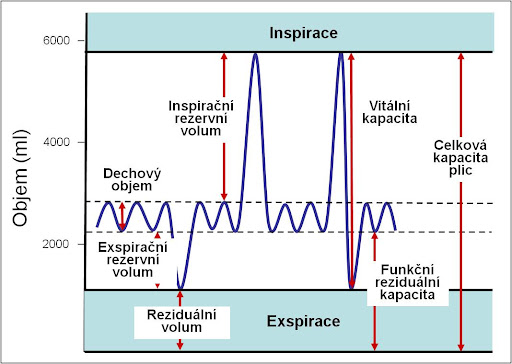 Inspirace
6000
Inspirační
rezervní
volum
Vitální
kapacita
Celková
kapacita
plic
4000
Objem (ml)
Dechový
objem
2000
Exspirační
rezervní
volum
Funkční
reziduální
kapacita
Reziduální
volum
Exspirace